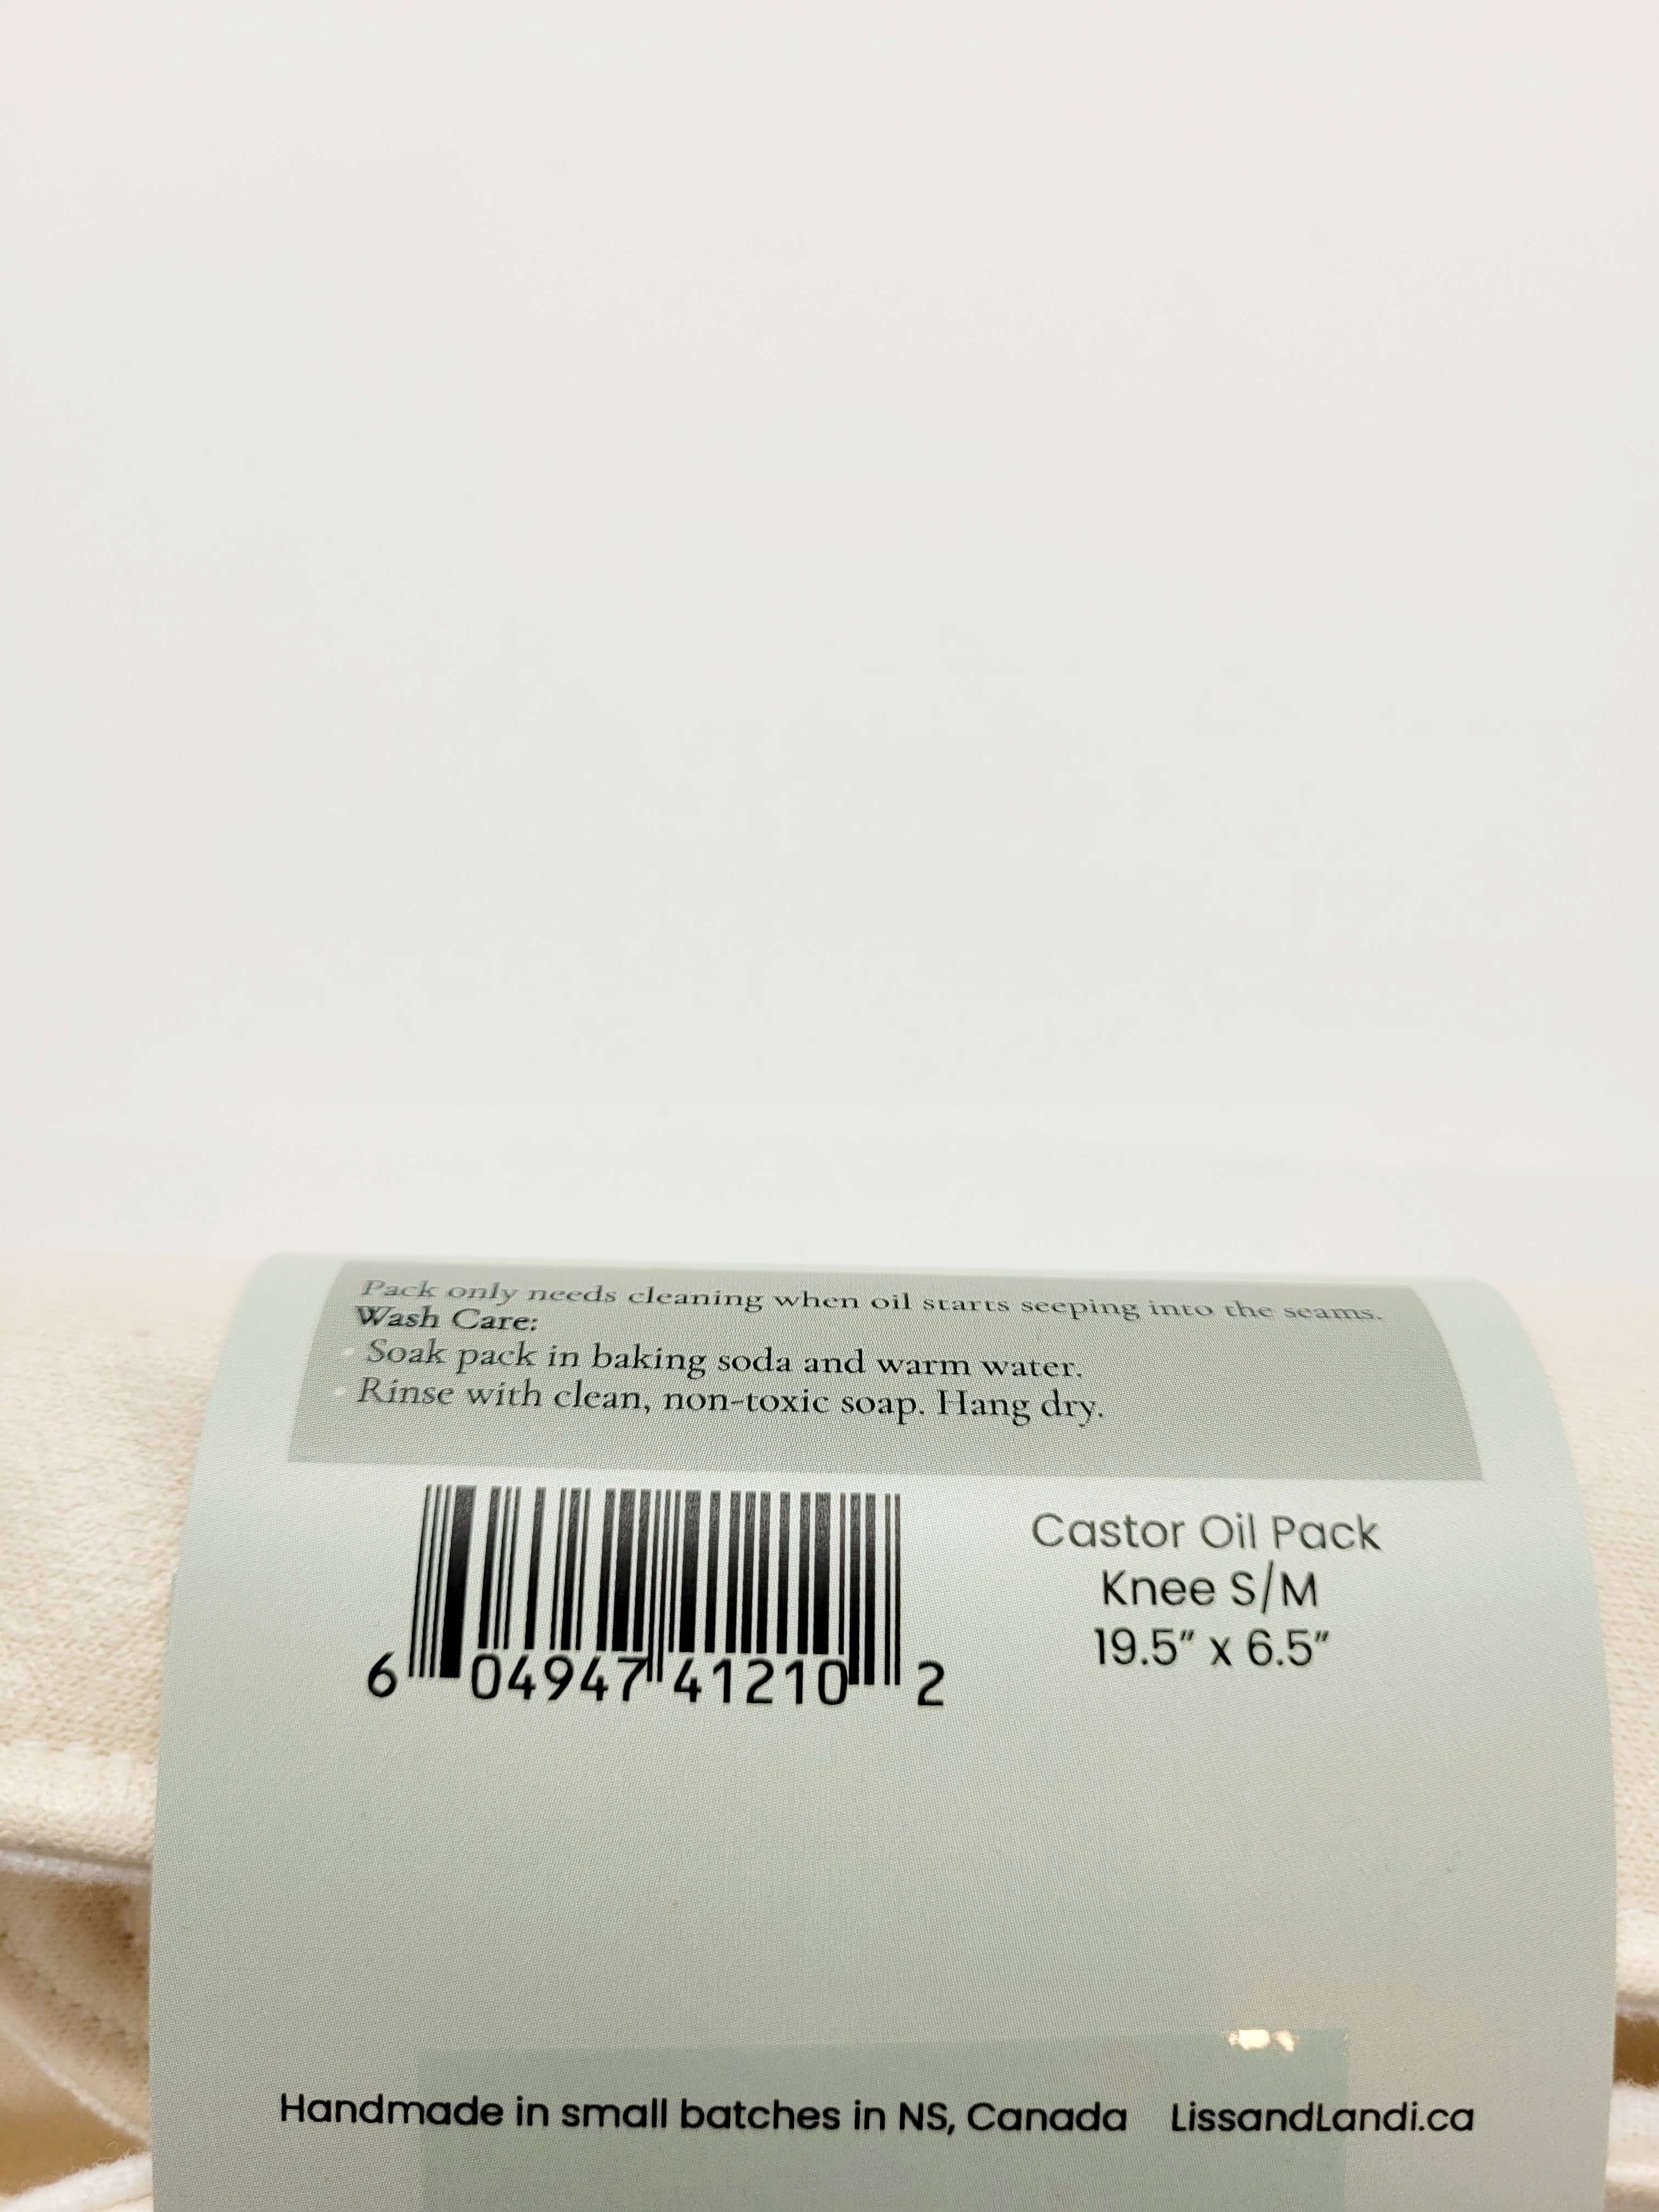 Pack only needs cleaning when oil starts seeping into the seams.
Wash Care:
• Soak pack in baking soda and warm water.
• Rinse with clean, non-toxic soap. Hang dry.
6 04947 41210 2
Castor Oil Pack
Knee S/M
19.5” x 6.5”
Handmade in small batches in NS, Canada LissandLandi.ca